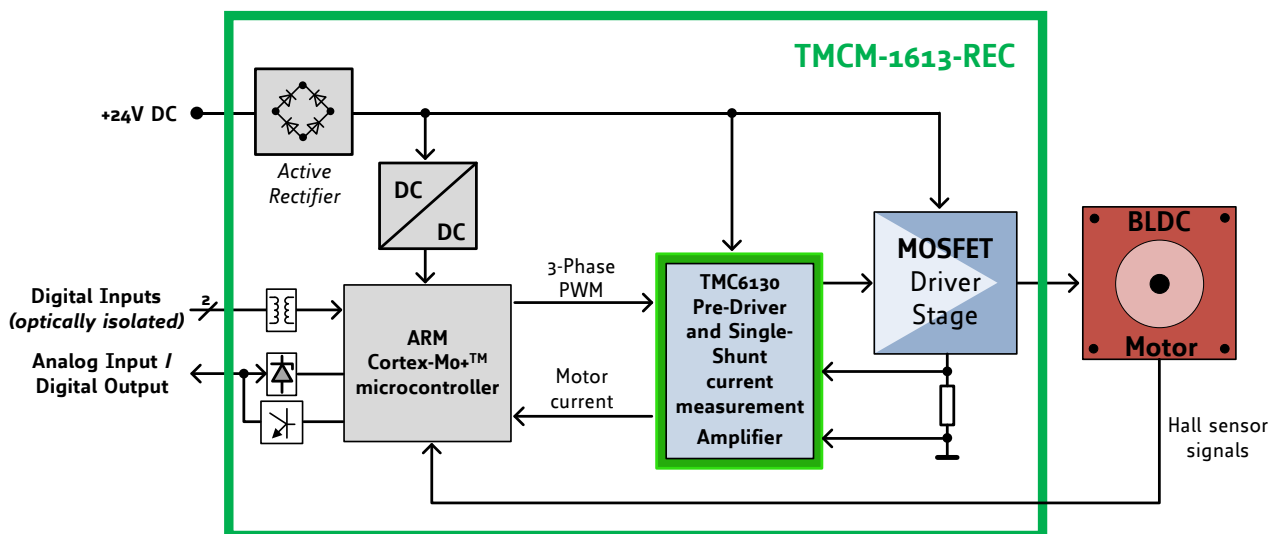 TMCM-1613-REC
+24V DC
Active
Rectifier
DC
DC
3-Phase
PWM
Digital Inputs
(optically isolated)
2
Analog Input /
Digital Output
ARM
Cortex-M0+™
microcontroller
Motor
current
TMC6130
Pre-Driver
and Single-
Shunt
current
measurement
Amplifier
MOSFET
Driver
Stage
BLDC
Motor
Hall sensor
signals